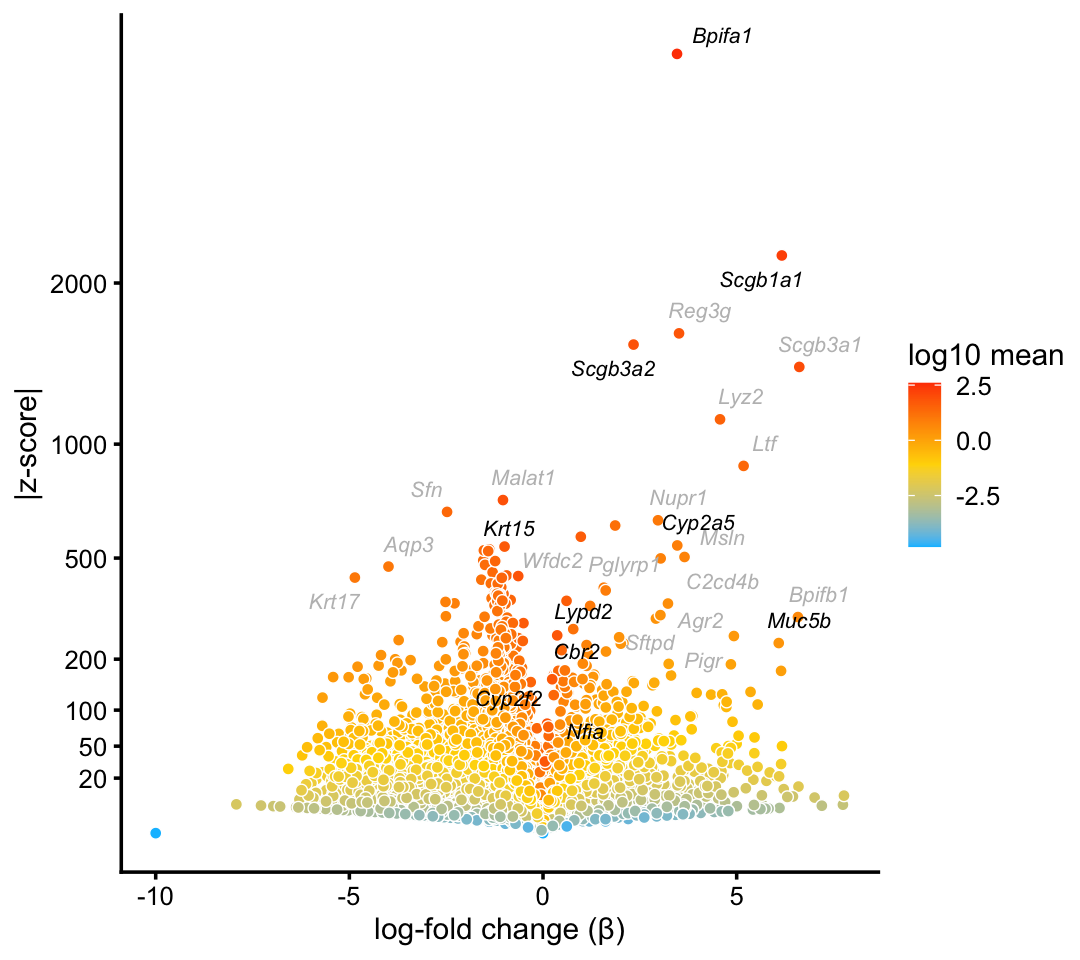 Bpifa1
Scgb1a1
Reg3g
Scgb3a1
Scgb3a2
Lyz2
Ltf
Malat1
Sfn
Nupr1
Krt15
Cyp2a5
Msln
Aqp3
Wfdc2
Pglyrp1
C2cd4b
Krt17
Bpifb1
Lypd2
Agr2
Muc5b
Sftpd
Cbr2
Pigr
Cyp2f2
Nfia
2000
1000
500
200
100
50
20
|z-score|
-10
-5
0
5
log-fold change (β)
log10 mean
2.5
0.0
-2.5